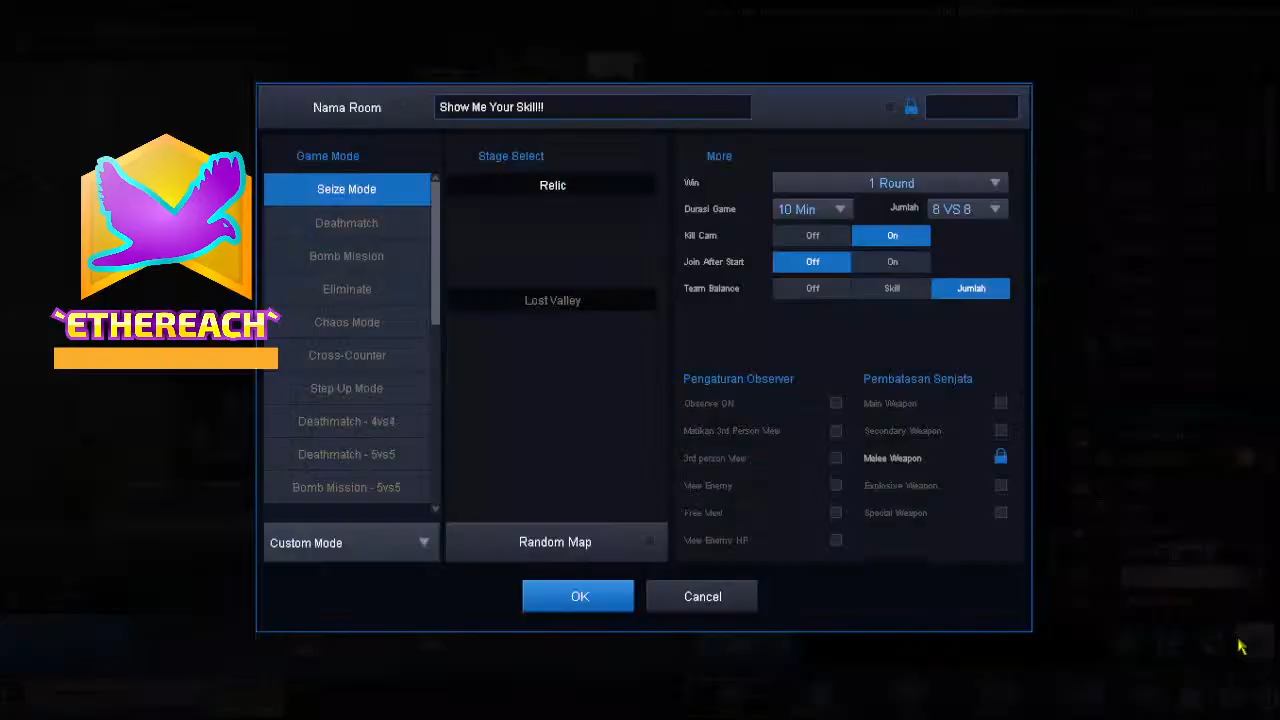 Nama Room
Show Me Your Skill!!
Game Mode
Seize Mode
Deathmatch
Bomb Mission
Eliminate
Chaos Mode
Cross-Counter
Step Up Mode
Deathmatch - 4vs4
Deathmatch - 5vs5
Bomb Mission - 5vs5
Custom Mode
Stage Select
Relic
Lost Valley
Random Map
More
Win 1 Round
Durasi Game 10 Min Jumlah 8 VS 8
Kill Cam Off On
Join After Start Off On
Team Balance Off Skill Jumlah
Pengaturan Observer
Observe ON
Matikan 3rd Person View
3rd person View
View Enemy
Free View
View Enemy HP
Pembatasan Senjata
Main Weapon
Secondary Weapon
Melee Weapon
Explosive Weapon
Special Weapon
OK
Cancel
`ETHEREACH`